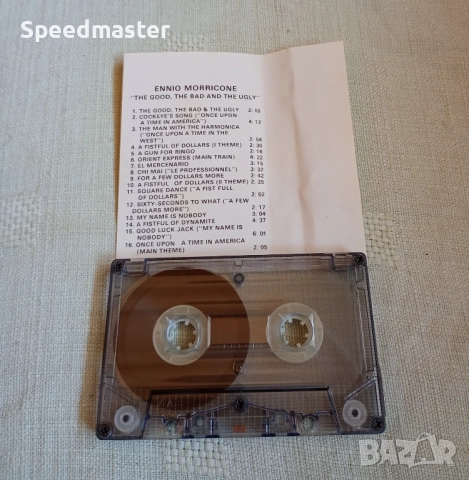 Speedmaster
ENNIO MORRICONE
"THE GOOD, THE BAD AND THE UGLY"
1. THE GOOD, THE BAD & THE UGLY 2:55
2. COCKEYE'S SONG ("ONCE UPON
A TIME IN AMERICA") 4:12
3. THE MAN WITH THE HARMONICA
("ONCE UPON A TIME IN THE
WEST") 2:56
4. A FISTFUL OF DOLLARS (I THEME) 2:30
5. A GUN FOR RINGO 2:16
6. ORIENT EXPRESS (MAIN TRAIN) 4:22
7. EL MERCENARIO 3:15
8. CHI MAI ("LE PROFESSIONNEL") 3:32
9. FOR A FEW DOLLARS MORE 2:42
10. A FISTFUL OF DOLLARS (II THEME) 2:25
11. SQUARE DANCE ("A FIST FULL
OF DOLLARS") 2:02
12. SIXTY-SECONDS TO WHAT ("A FEW
DOLLARS MORE") 2:17
13. MY NAME IS NOBODY 3:04
14. A FISTFUL OF DYNAMITE 4:37
15. GOOD LUCK JACK ("MY NAME IS
NOBODY") 6:01
16. ONCE UPON A TIME IN AMERICA
(MAIN THEME) 2:05
BAZAR